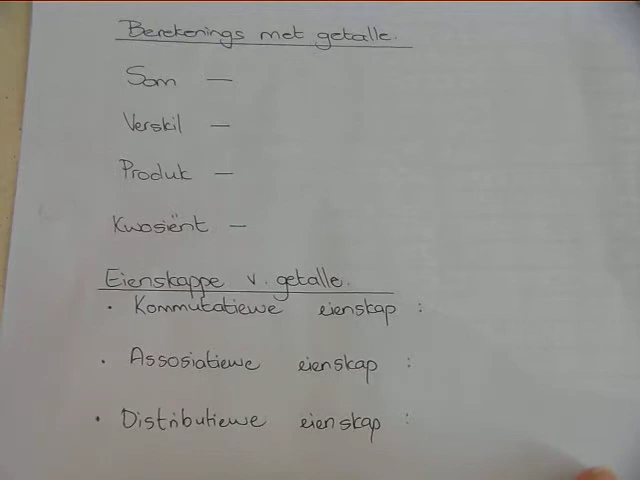 Berekenings met getalle.
Som —
Verskil —
Produk —
Kwosiënt —
Eienskappe v. getalle.
• Kommutatiewe eienskap :
• Assosiatiewe eienskap :
• Distributiewe eienskap :